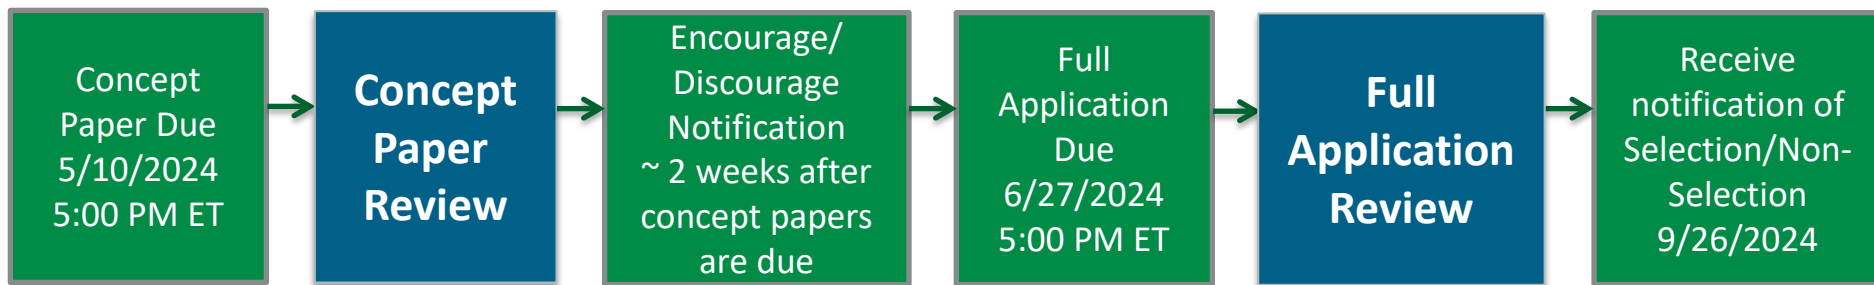 Concept
Paper Due
5/10/2024
5:00 PM ET
Concept
Paper
Review
Encourage/
Discourage
Notification
~ 2 weeks after
concept papers
are due
Full
Application
Due
6/27/2024
5:00 PM ET
Full
Application
Review
Receive
notification of
Selection/Non-
Selection
9/26/2024